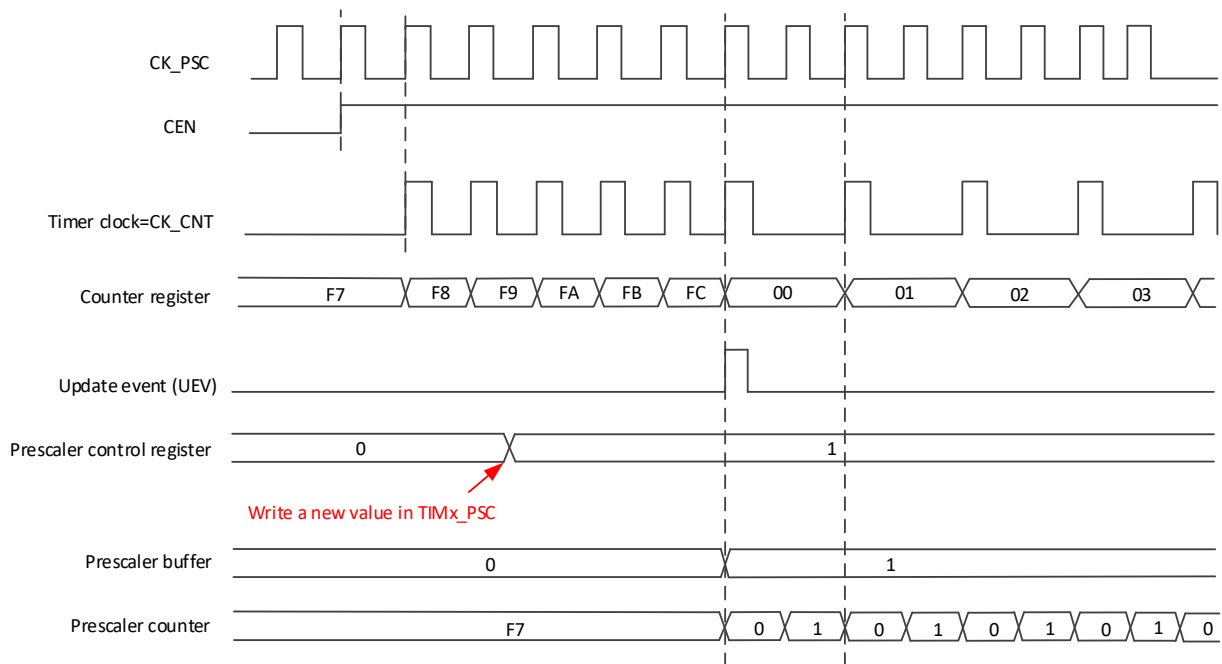 CK_PSC
CEN
Timer clock=CK_CNT
Counter register F7 F8 F9 FA FB FC 00 01 02 03
Update event (UEV)
Prescaler control register 0 1
Write a new value in TIMx_PSC
Prescaler buffer 0 1
Prescaler counter F7 0 1 0 1 0 1 0 1 0